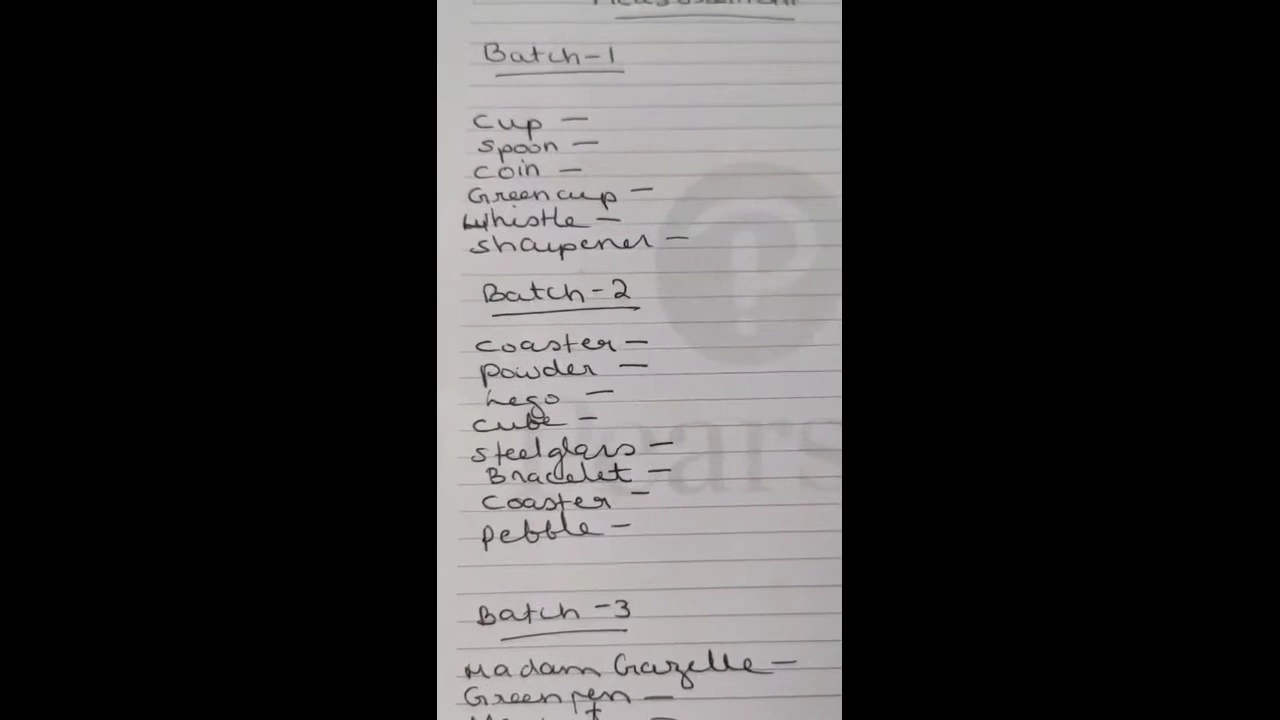 Measurement
Batch-1
Cup —
Spoon —
Coin —
Green cup —
Whistle —
Sharpener —
Batch-2
Coaster —
Powder —
Lego —
Cube —
Steel glass —
Bracelet —
Coaster —
Pebble —
Batch-3
Madam Gazelle —
Green pen —